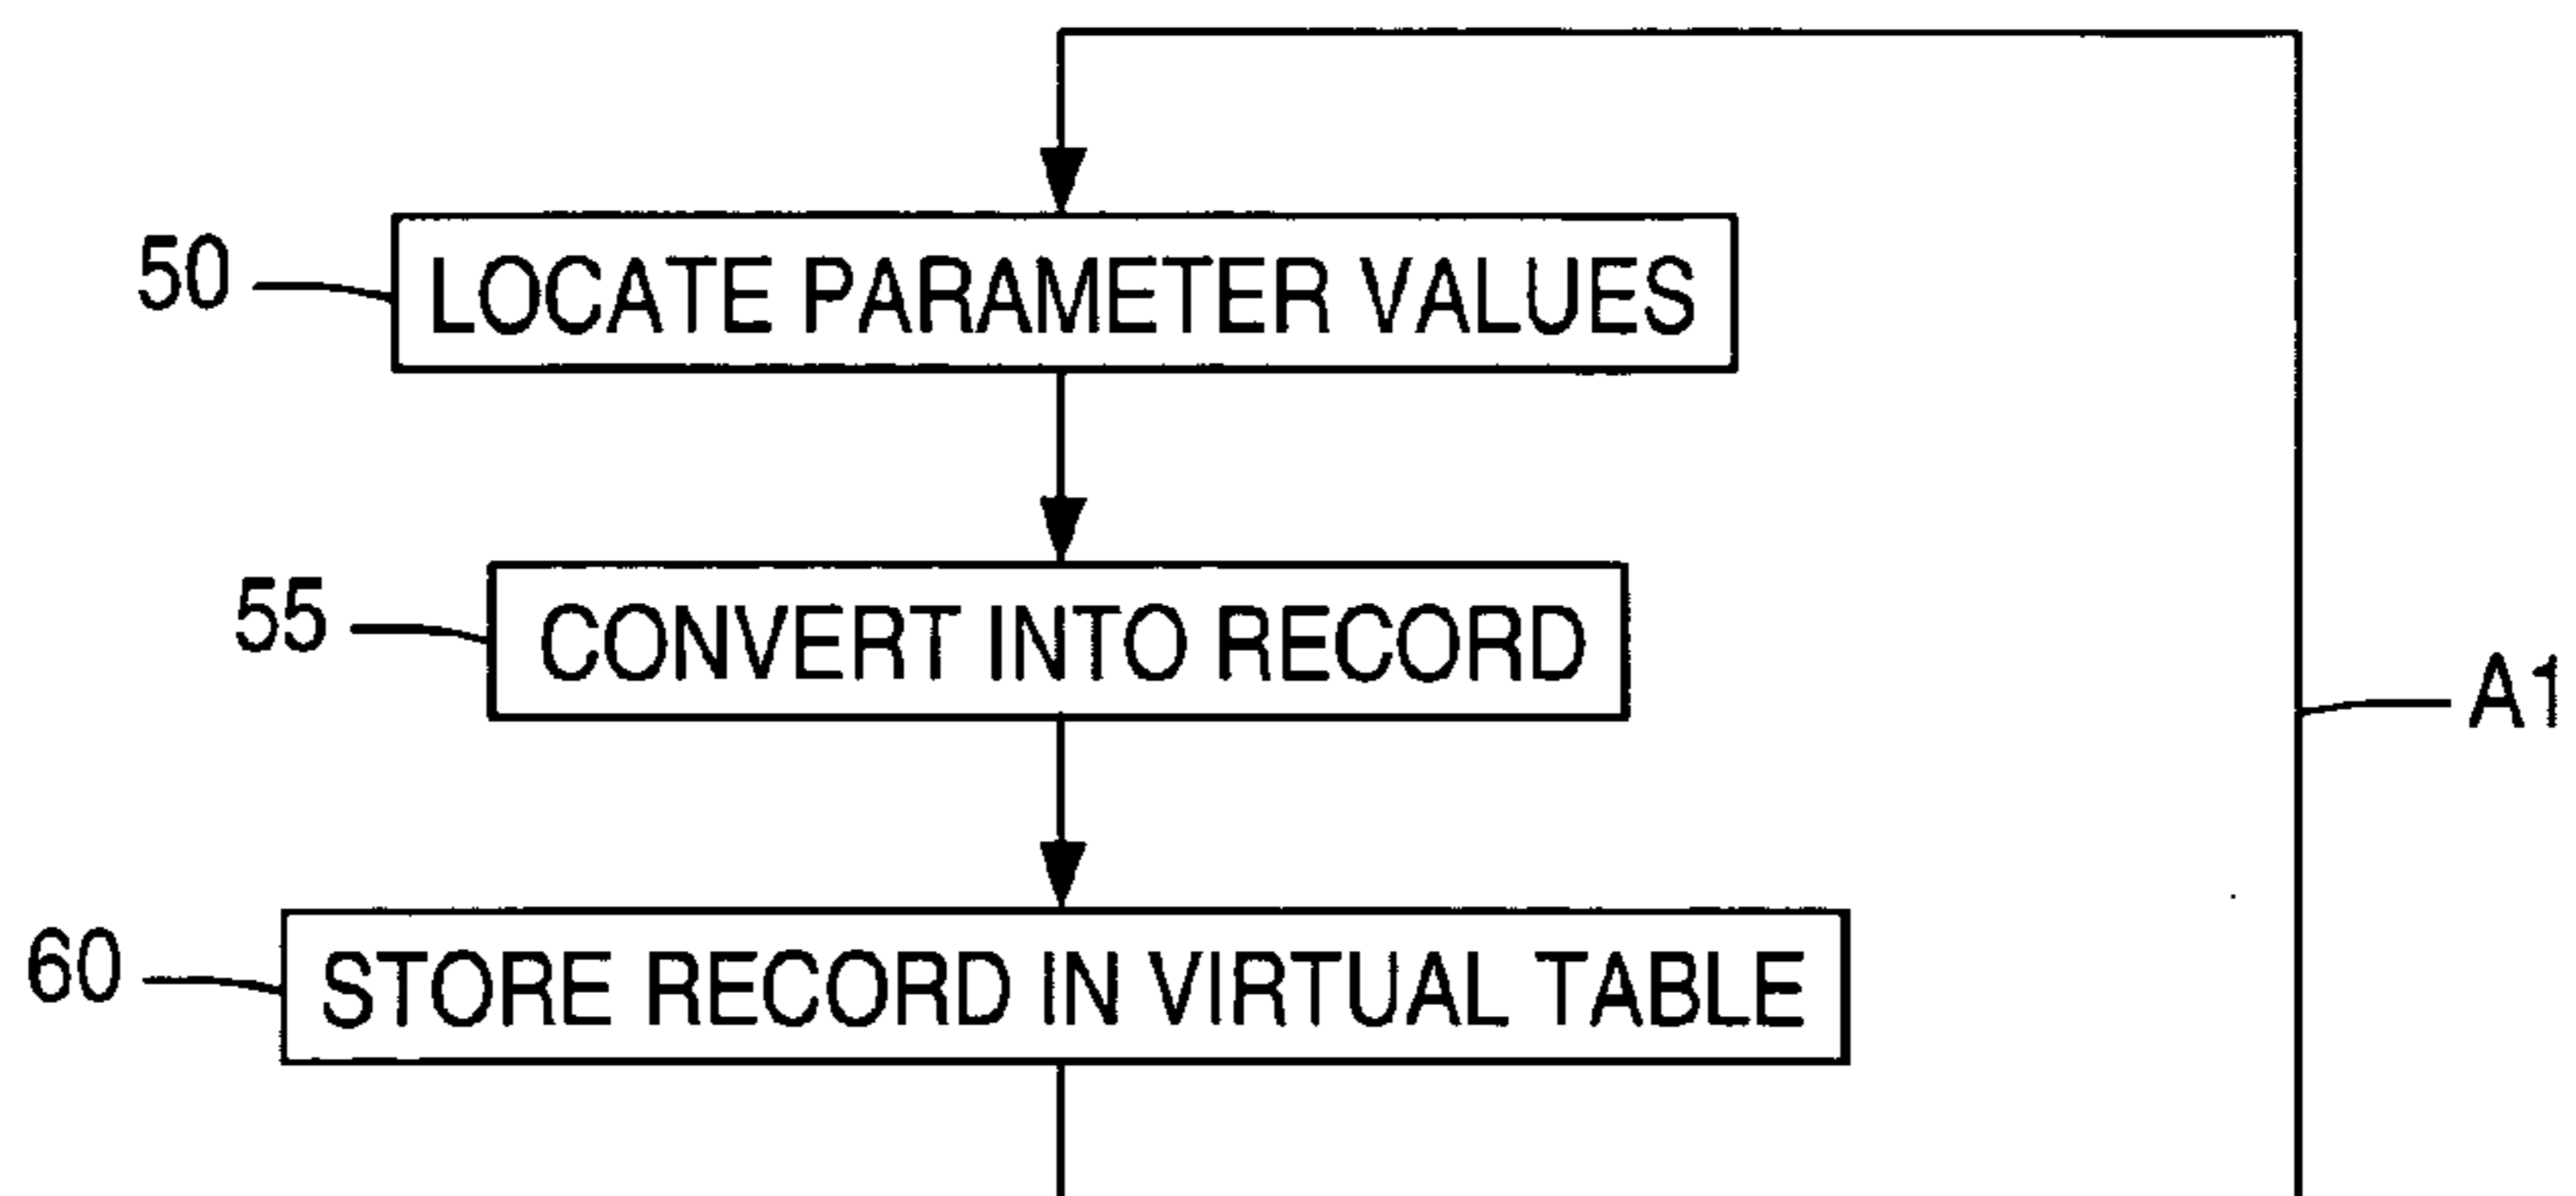 50
LOCATE PARAMETER VALUES
55
CONVERT INTO RECORD
A1
60
STORE RECORD IN VIRTUAL TABLE